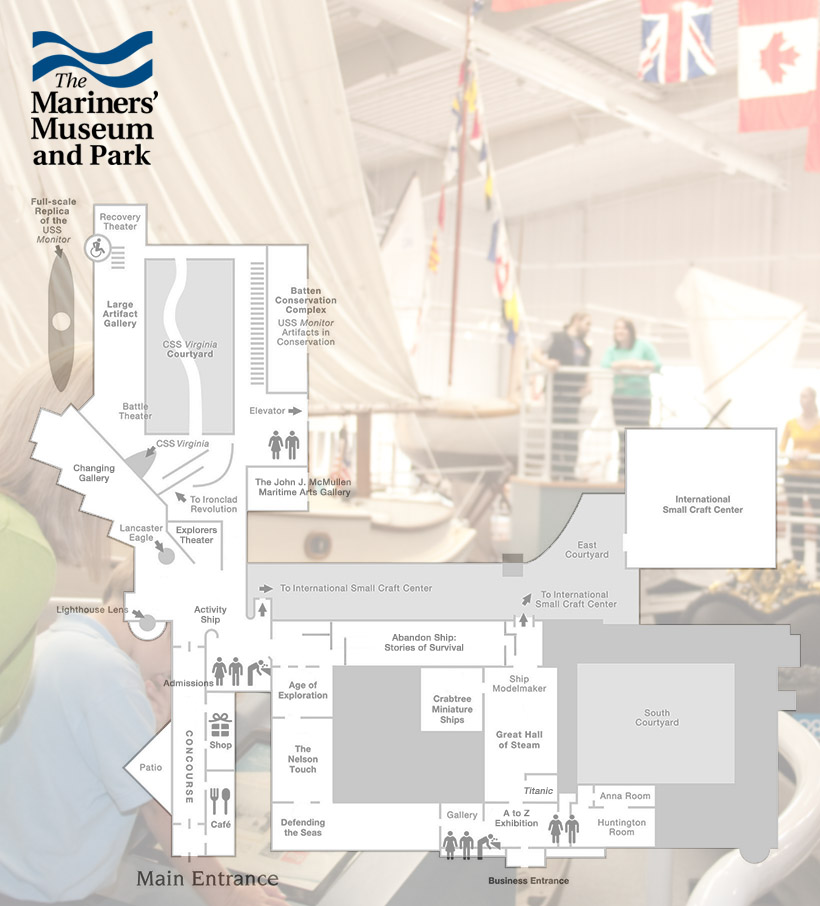 The
Mariners'
Museum
and Park
Full-scale
Replica
of the
USS
Monitor
Recovery
Theater
Large
Artifact
Gallery
CSS Virginia
Courtyard
Batten
Conservation
Complex
USS Monitor
Artifacts in
Conservation
Battle
Theater
Elevator
CSS Virginia
Changing
Gallery
The John J. McMullen
Maritime Arts Gallery
To Ironclad
Revolution
Lancaster
Eagle
Explorers
Theater
International
Small Craft Center
East
Courtyard
To International Small Craft Center
To International
Small Craft Center
Lighthouse Lens
Activity
Ship
Abandon Ship:
Stories of Survival
Admissions
Age of
Exploration
Ship
Modelmaker
Crabtree
Miniature
Ships
Great Hall
of Steam
South
Courtyard
CONCOURSE
Shop
The
Nelson
Touch
Patio
Titanic
Anna Room
Café
Defending
the Seas
Gallery
A to Z
Exhibition
Huntington
Room
Main Entrance
Business Entrance